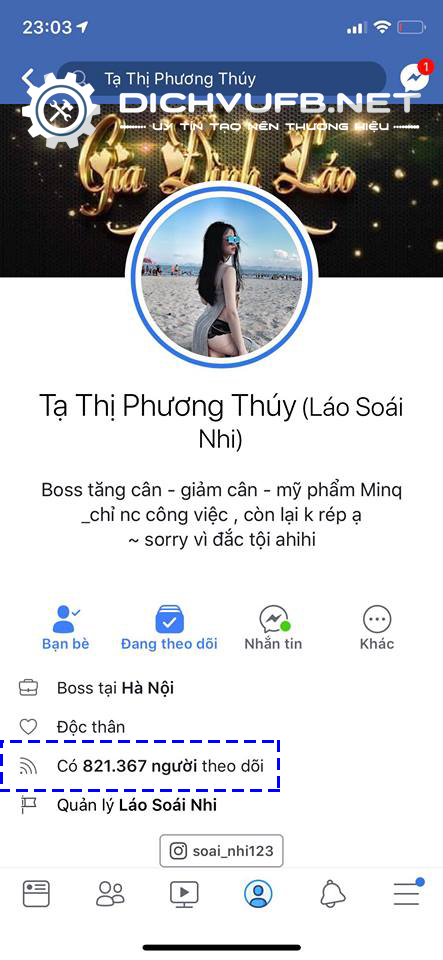 23:03
Tạ Thị Phương Thúy
1
DICHVUFB.NET
UY TÍN TẠO NÊN THƯƠNG HIỆU
Gia Đình Láo
Tạ Thị Phương Thúy (Láo Soái
Nhi)
Boss tăng cân - giảm cân - mỹ phẩm Minq
_chỉ nc công việc , còn lại k rép ạ
~ sorry vì đắc tội ahihi
Bạn bè
Đang theo dõi
Nhắn tin
Khác
Boss tại Hà Nội
Độc thân
Có 821.367 người theo dõi
Quản lý Láo Soái Nhi
soai_nhi123